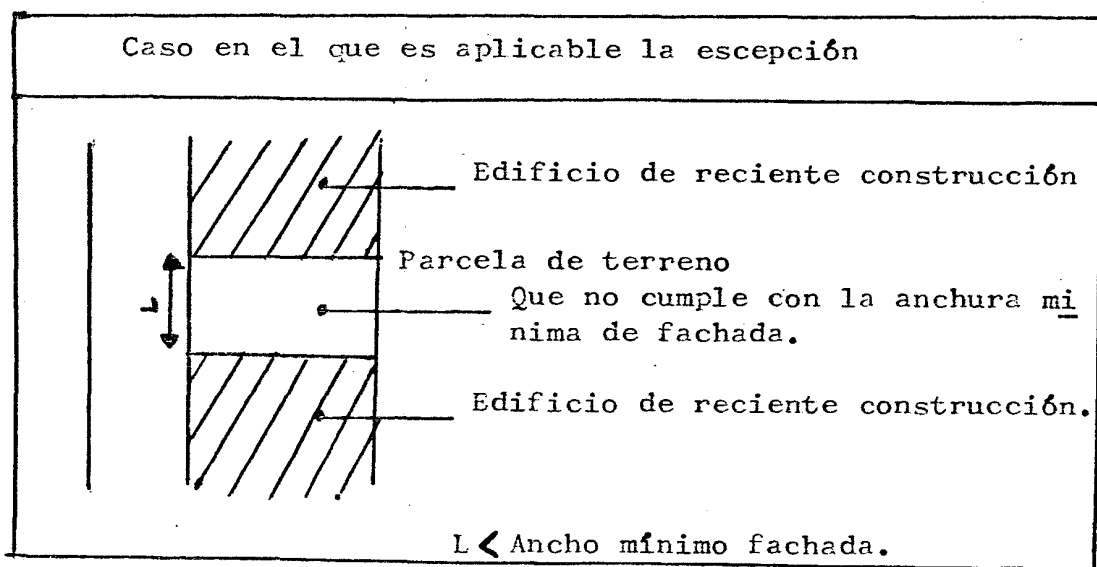 Caso en el que es aplicable la escepción
Edificio de reciente construcción
Parcela de terreno
Que no cumple con la anchura mi
nima de fachada.
L
Edificio de reciente construcción.
L < Ancho mínimo fachada.